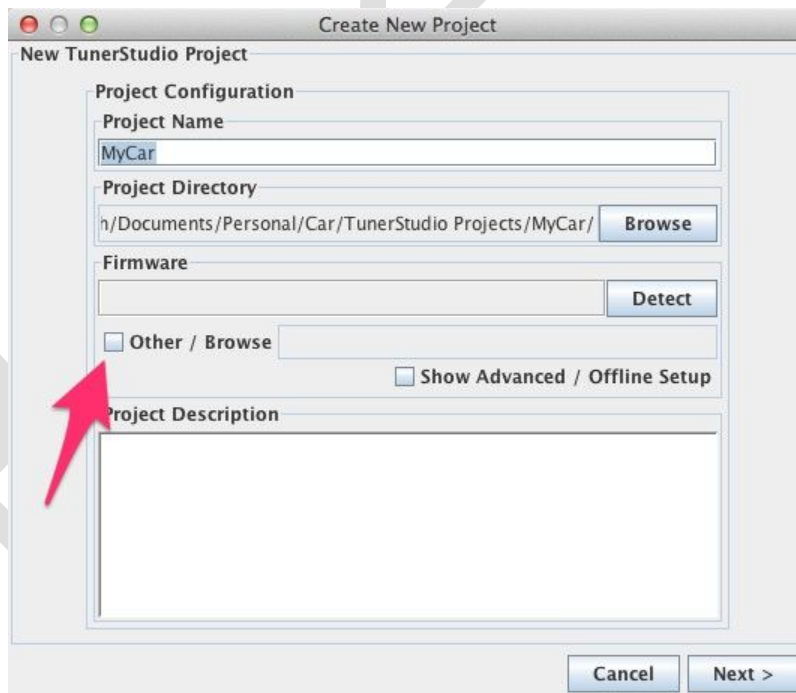 Create New Project
New TunerStudio Project
Project Configuration
Project Name
MyCar
Project Directory
h/Documents/Personal/Car/TunerStudio Projects/MyCar/ Browse
Firmware
Detect
Other / Browse
Show Advanced / Offline Setup
Project Description
Cancel Next >